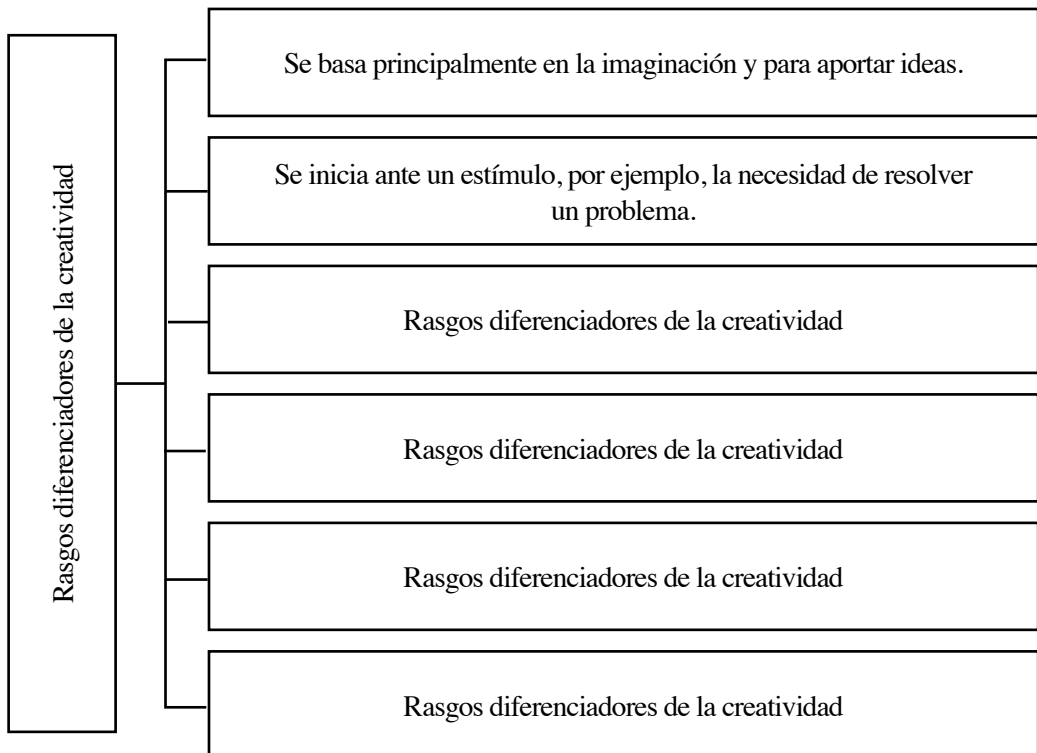 Rasgos diferenciadores de la creatividad
Se basa principalmente en la imaginación y para aportar ideas.
Se inicia ante un estímulo, por ejemplo, la necesidad de resolver
un problema.
Rasgos diferenciadores de la creatividad
Rasgos diferenciadores de la creatividad
Rasgos diferenciadores de la creatividad
Rasgos diferenciadores de la creatividad